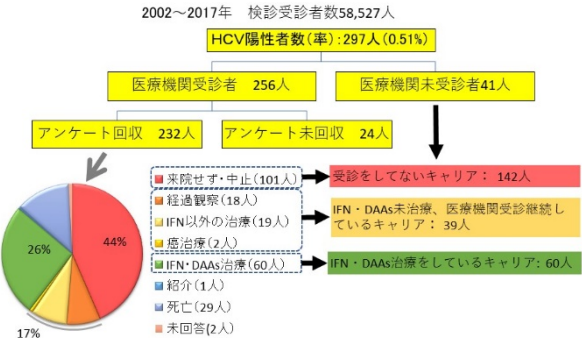 2002～2017年 検診受診者数58,527人
HCV陽性者数(率)：297人(0.51%)
医療機関受診者 256人
医療機関未受診者41人
アンケート回収 232人
アンケート未回収 24人
来院せず・中止(101人)
受診をしてないキャリア： 142人
経過観察(18人)
IFN以外の治療(19人)
癌治療(2人)
IFN・DAAs未治療、医療機関受診継続し
ているキャリア： 39人
IFN・DAAs治療(60人)
IFN・DAAs治療をしているキャリア：60人
紹介(1人)
死亡(29人)
未回答(2人)
44%
26%
17%